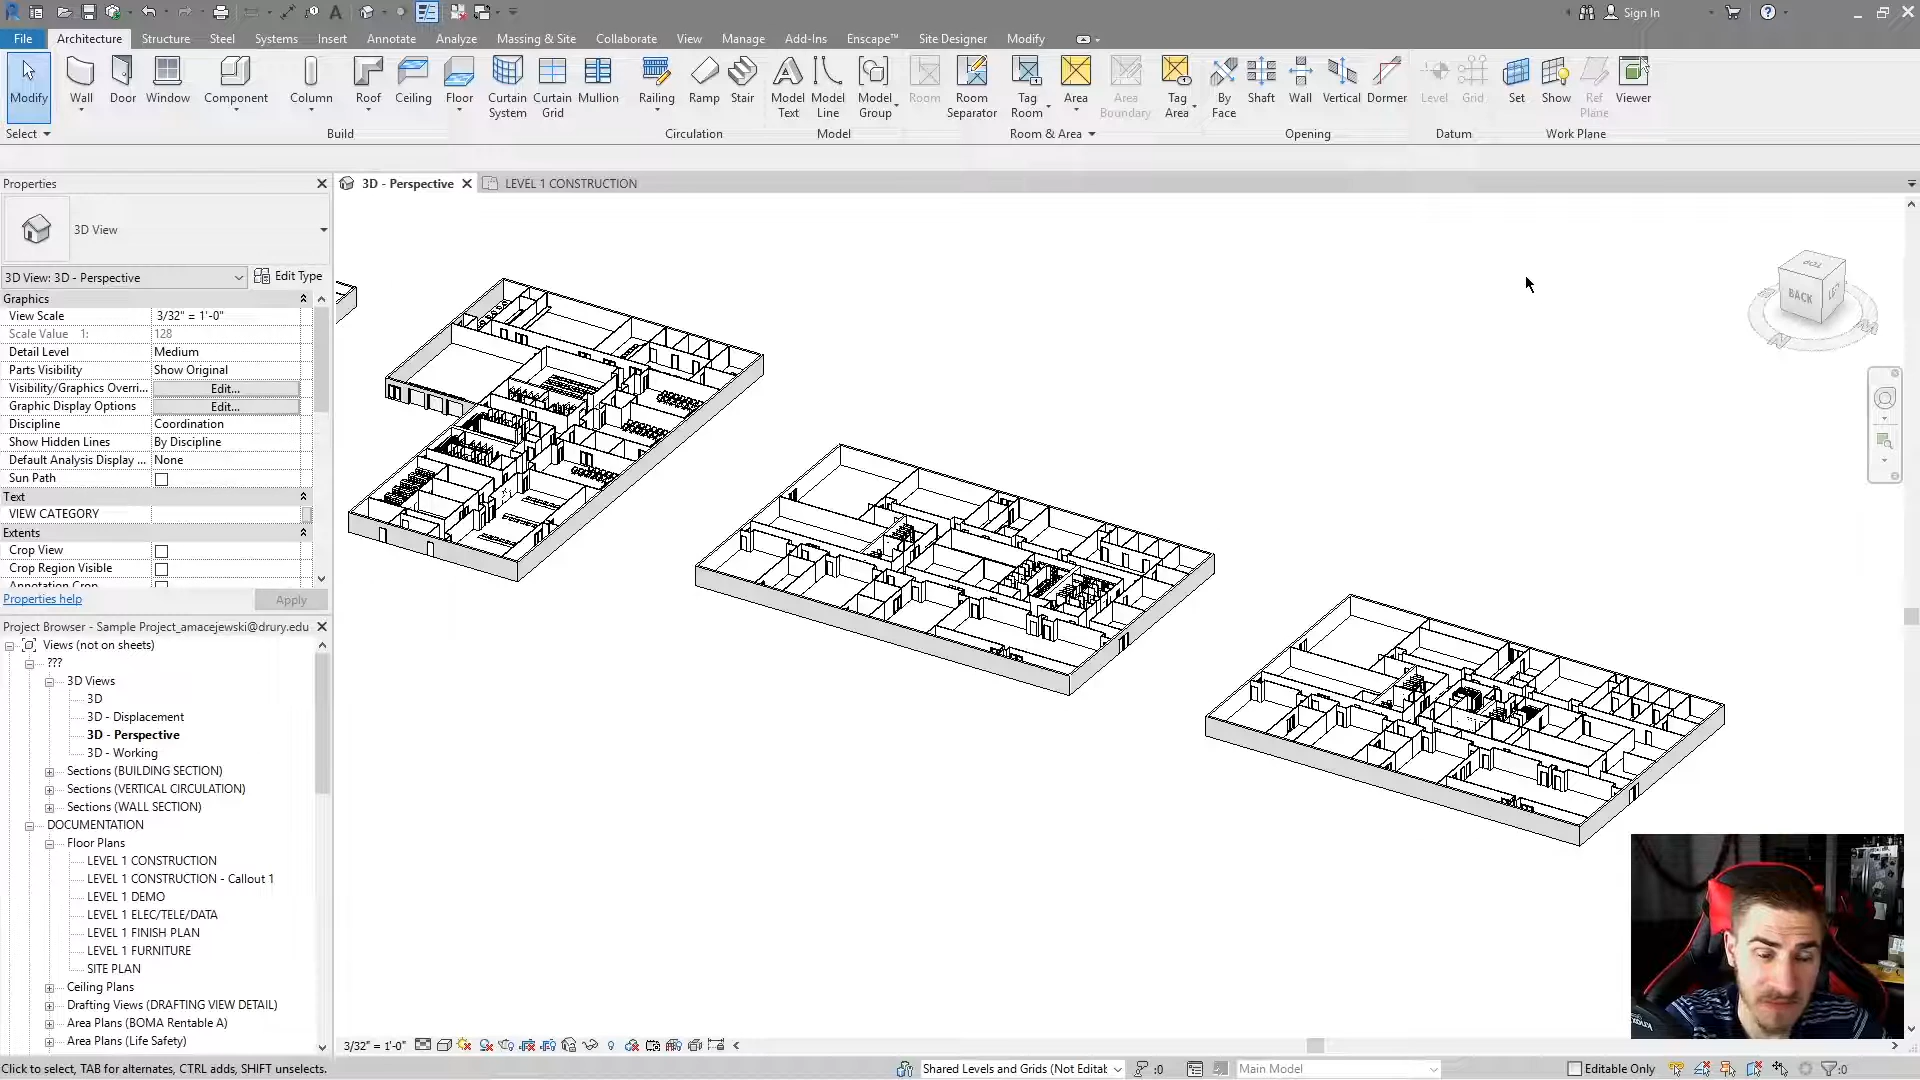 Sign In
File Architecture Structure Steel Systems Insert Annotate Analyze Massing & Site Collaborate View Manage Add-Ins Enscape™ Site Designer Modify
Modify Wall Door Window Component Column Roof Ceiling Floor Curtain System Curtain Grid Mullion Railing Ramp Stair Model Text Model Line Model Group Room Room Separator Tag Room Area Area Boundary Tag Area By Face Shaft Wall Vertical Dormer Level Grid Set Show Ref Plane Viewer
Select Build Circulation Model Room & Area Opening Datum Work Plane
Properties
3D - Perspective LEVEL 1 CONSTRUCTION
3D View
3D View: 3D - Perspective Edit Type
Graphics
View Scale 3/32" = 1'-0"
Scale Value 1: 128
Detail Level Medium
Parts Visibility Show Original
Visibility/Graphics Overri... Edit...
Graphic Display Options Edit...
Discipline Coordination
Show Hidden Lines By Discipline
Default Analysis Display ... None
Sun Path
Text
VIEW CATEGORY
Extents
Crop View
Crop Region Visible
Annotation Crop
Properties help Apply
Project Browser - Sample Project_amacejewski@drury.edu
Views (not on sheets)
???
3D Views
3D
3D - Displacement
3D - Perspective
3D - Working
Sections (BUILDING SECTION)
Sections (VERTICAL CIRCULATION)
Sections (WALL SECTION)
DOCUMENTATION
Floor Plans
LEVEL 1 CONSTRUCTION
LEVEL 1 CONSTRUCTION - Callout 1
LEVEL 1 DEMO
LEVEL 1 ELEC/TELE/DATA
LEVEL 1 FINISH PLAN
LEVEL 1 FURNITURE
SITE PLAN
Ceiling Plans
Drafting Views (DRAFTING VIEW DETAIL)
Area Plans (BOMA Rentable A)
Area Plans (Life Safety)
TOP
BACK
LEFT
3/32" = 1'-0"
Click to select, TAB for alternates, CTRL adds, SHIFT unselects.
Shared Levels and Grids (Not Editab
:0
Main Model
Editable Only
:0